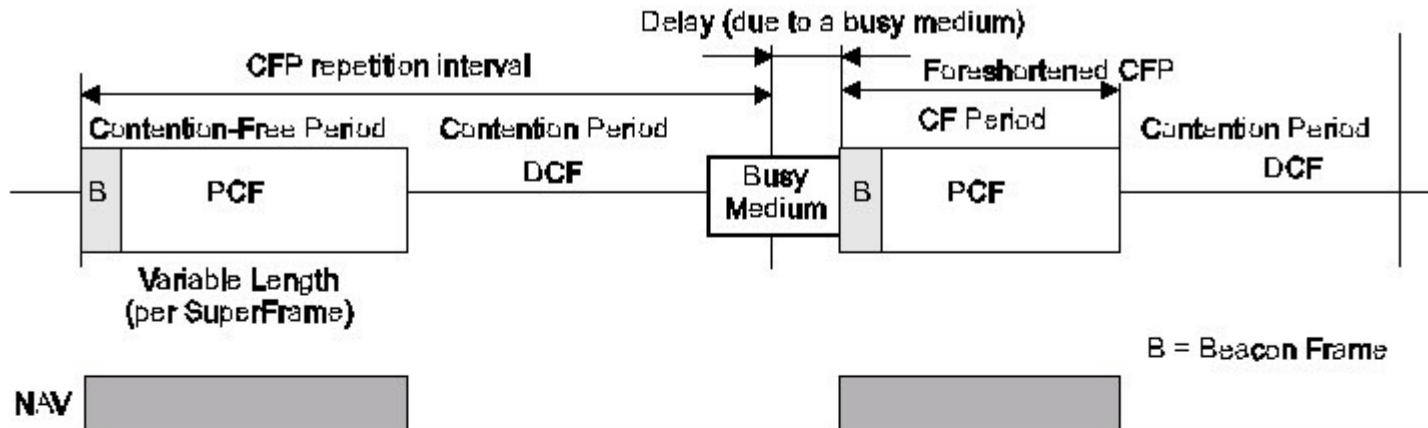 Delay (due to a busy medium)
CFP repetition interval
Foreshortened CFP
Contention-Free Period
Contention Period
CF Period
Contention Period
B
PCF
DCF
Busy
Medium
B
PCF
DCF
Variable Length
(per SuperFrame)
B = Beacon Frame
NAV